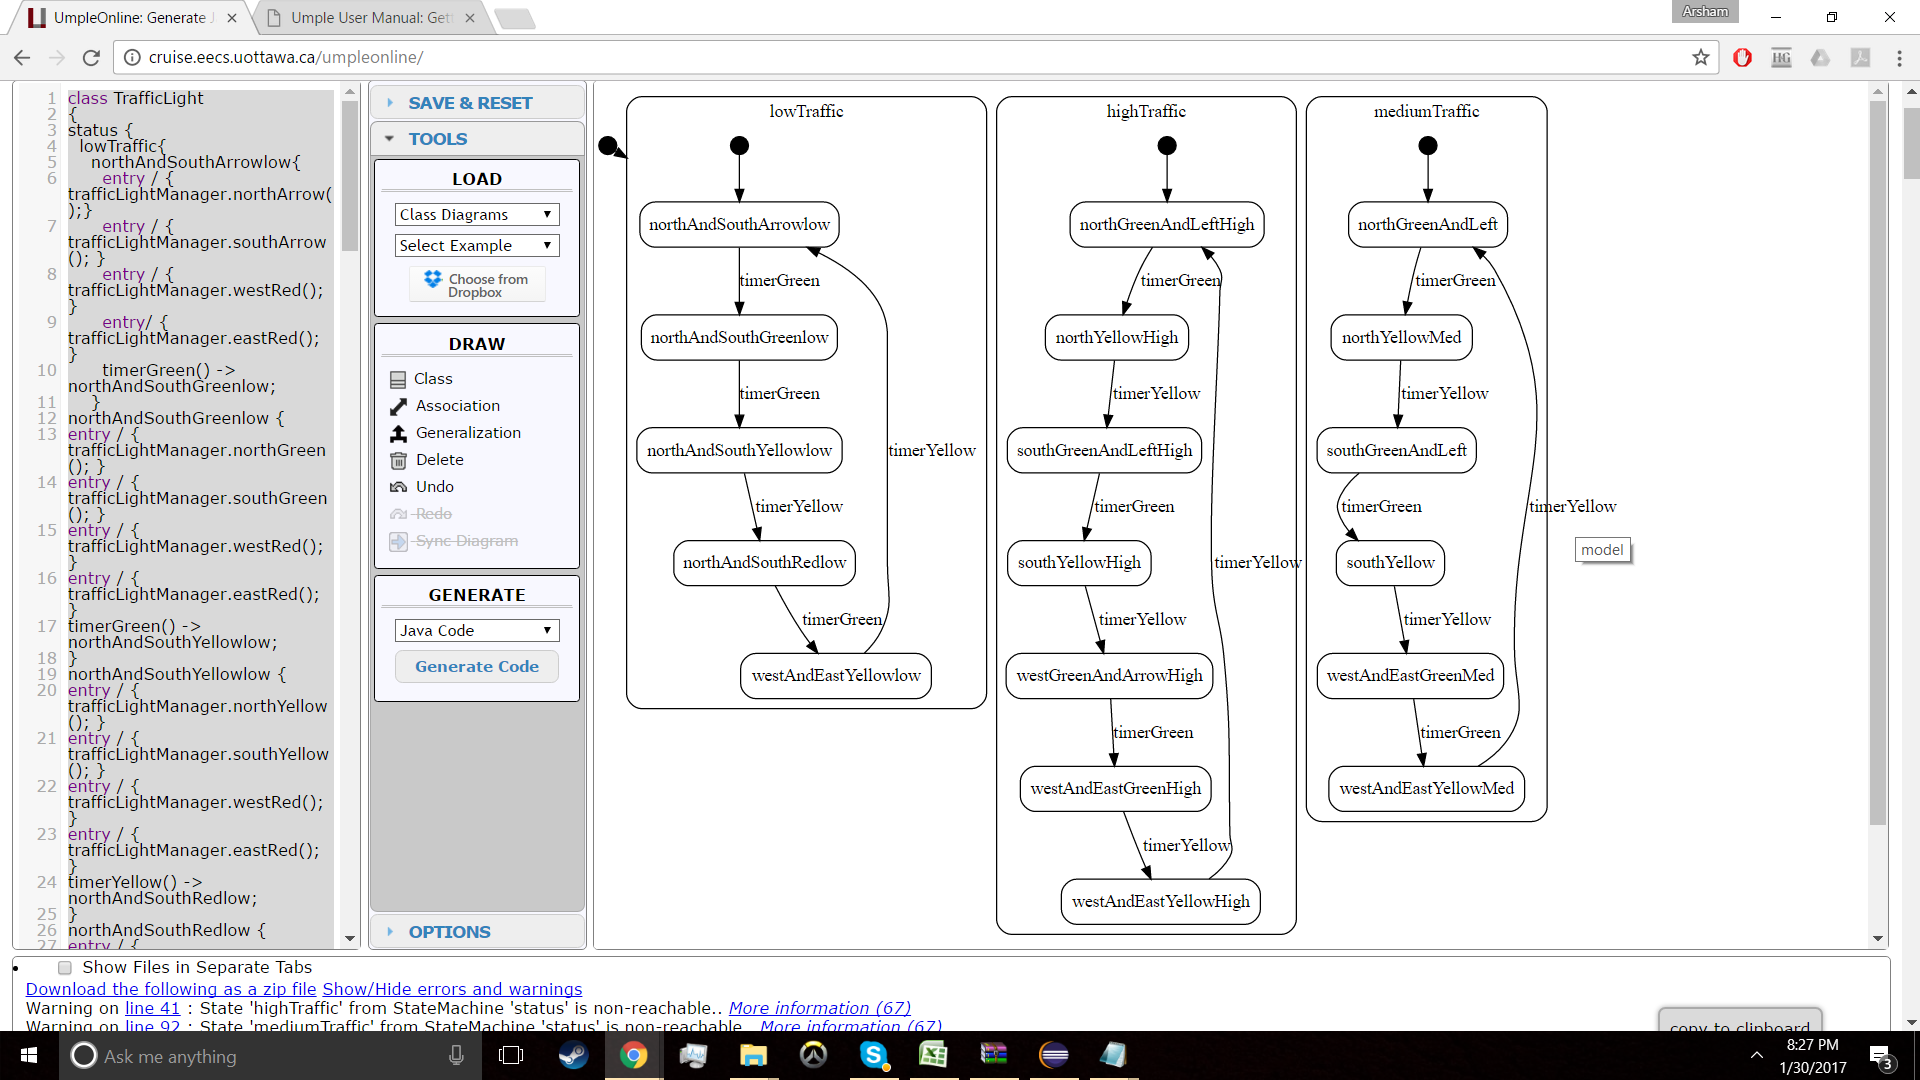 UmpleOnline: Generate J
Umple User Manual: Gett
Arsham
cruise.eecs.uottawa.ca/umpleonline/
1 class TrafficLight
2 {
3 status {
4 lowTraffic{
5 northAndSouthArrowlow{
6 entry / {
trafficLightManager.northArrow(
);}
7 entry / {
trafficLightManager.southArrow
(); }
8 entry / {
trafficLightManager.westRed();
}
9 entry/ {
trafficLightManager.eastRed();
}
10 timerGreen() ->
northAndSouthGreenlow;
11 }
12 northAndSouthGreenlow {
13 entry / {
trafficLightManager.northGreen
(); }
14 entry / {
trafficLightManager.southGreen
(); }
15 entry / {
trafficLightManager.westRed();
}
16 entry / {
trafficLightManager.eastRed();
}
17 timerGreen() ->
northAndSouthYellowlow;
18 }
19 northAndSouthYellowlow {
20 entry / {
trafficLightManager.northYellow
(); }
21 entry / {
trafficLightManager.southYellow
(); }
22 entry / {
trafficLightManager.westRed();
}
23 entry / {
trafficLightManager.eastRed();
}
24 timerYellow() ->
northAndSouthRedlow;
25 }
26 northAndSouthRedlow {
27 entry / {
SAVE & RESET
TOOLS
LOAD
Class Diagrams
Select Example
Choose from
Dropbox
DRAW
Class
Association
Generalization
Delete
Undo
Redo
Sync Diagram
GENERATE
Java Code
Generate Code
OPTIONS
lowTraffic
northAndSouthArrowlow
timerGreen
northAndSouthGreenlow
timerGreen
northAndSouthYellowlow
timerYellow
timerYellow
northAndSouthRedlow
timerGreen
westAndEastYellowlow
highTraffic
northGreenAndLeftHigh
timerGreen
northYellowHigh
timerYellow
southGreenAndLeftHigh
timerGreen
southYellowHigh
timerYellow
timerYellow
westGreenAndArrowHigh
timerGreen
westAndEastGreenHigh
timerYellow
westAndEastYellowHigh
mediumTraffic
northGreenAndLeft
timerGreen
northYellowMed
timerYellow
southGreenAndLeft
timerGreen
timerYellow
southYellow
timerYellow
westAndEastGreenMed
timerGreen
westAndEastYellowMed
model
Show Files in Separate Tabs
Download the following as a zip file Show/Hide errors and warnings
Warning on line 41 : State 'highTraffic' from StateMachine 'status' is non-reachable.. More information (67)
Warning on line 92 : State 'mediumTraffic' from StateMachine 'status' is non-reachable.. More information (67)
copy to clipboard
Ask me anything
8:27 PM
1/30/2017
3